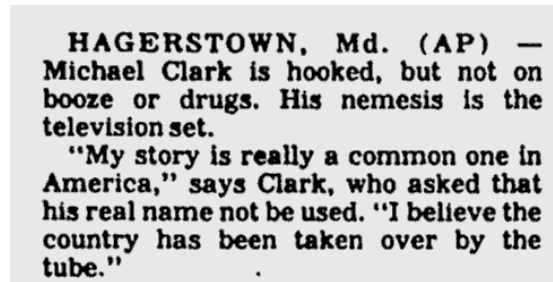 HAGERSTOWN, Md. (AP) —
Michael Clark is hooked, but not on
booze or drugs. His nemesis is the
television set.
"My story is really a common one in
America," says Clark, who asked that
his real name not be used. "I believe the
country has been taken over by the
tube."